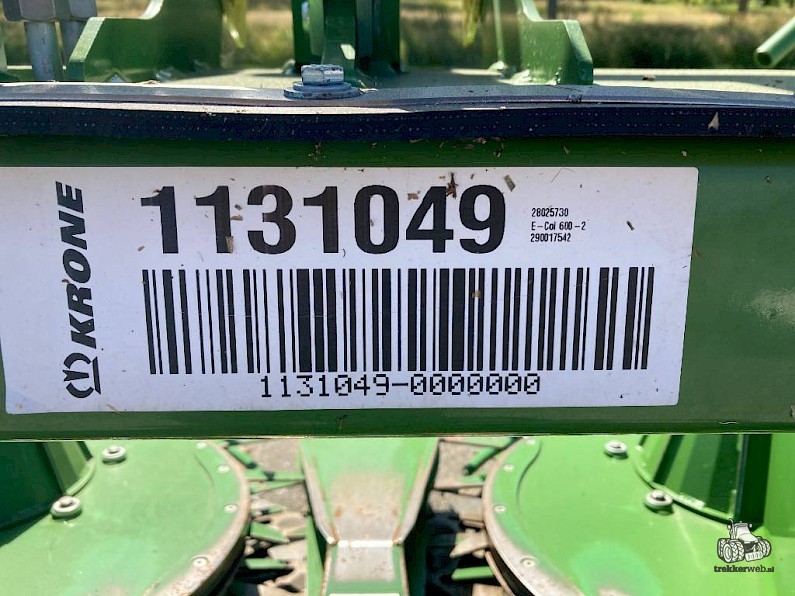 KRONE
1131049
28025730
E-Col 600-2
290017542
1131049-0000000
trekkerweb.nl